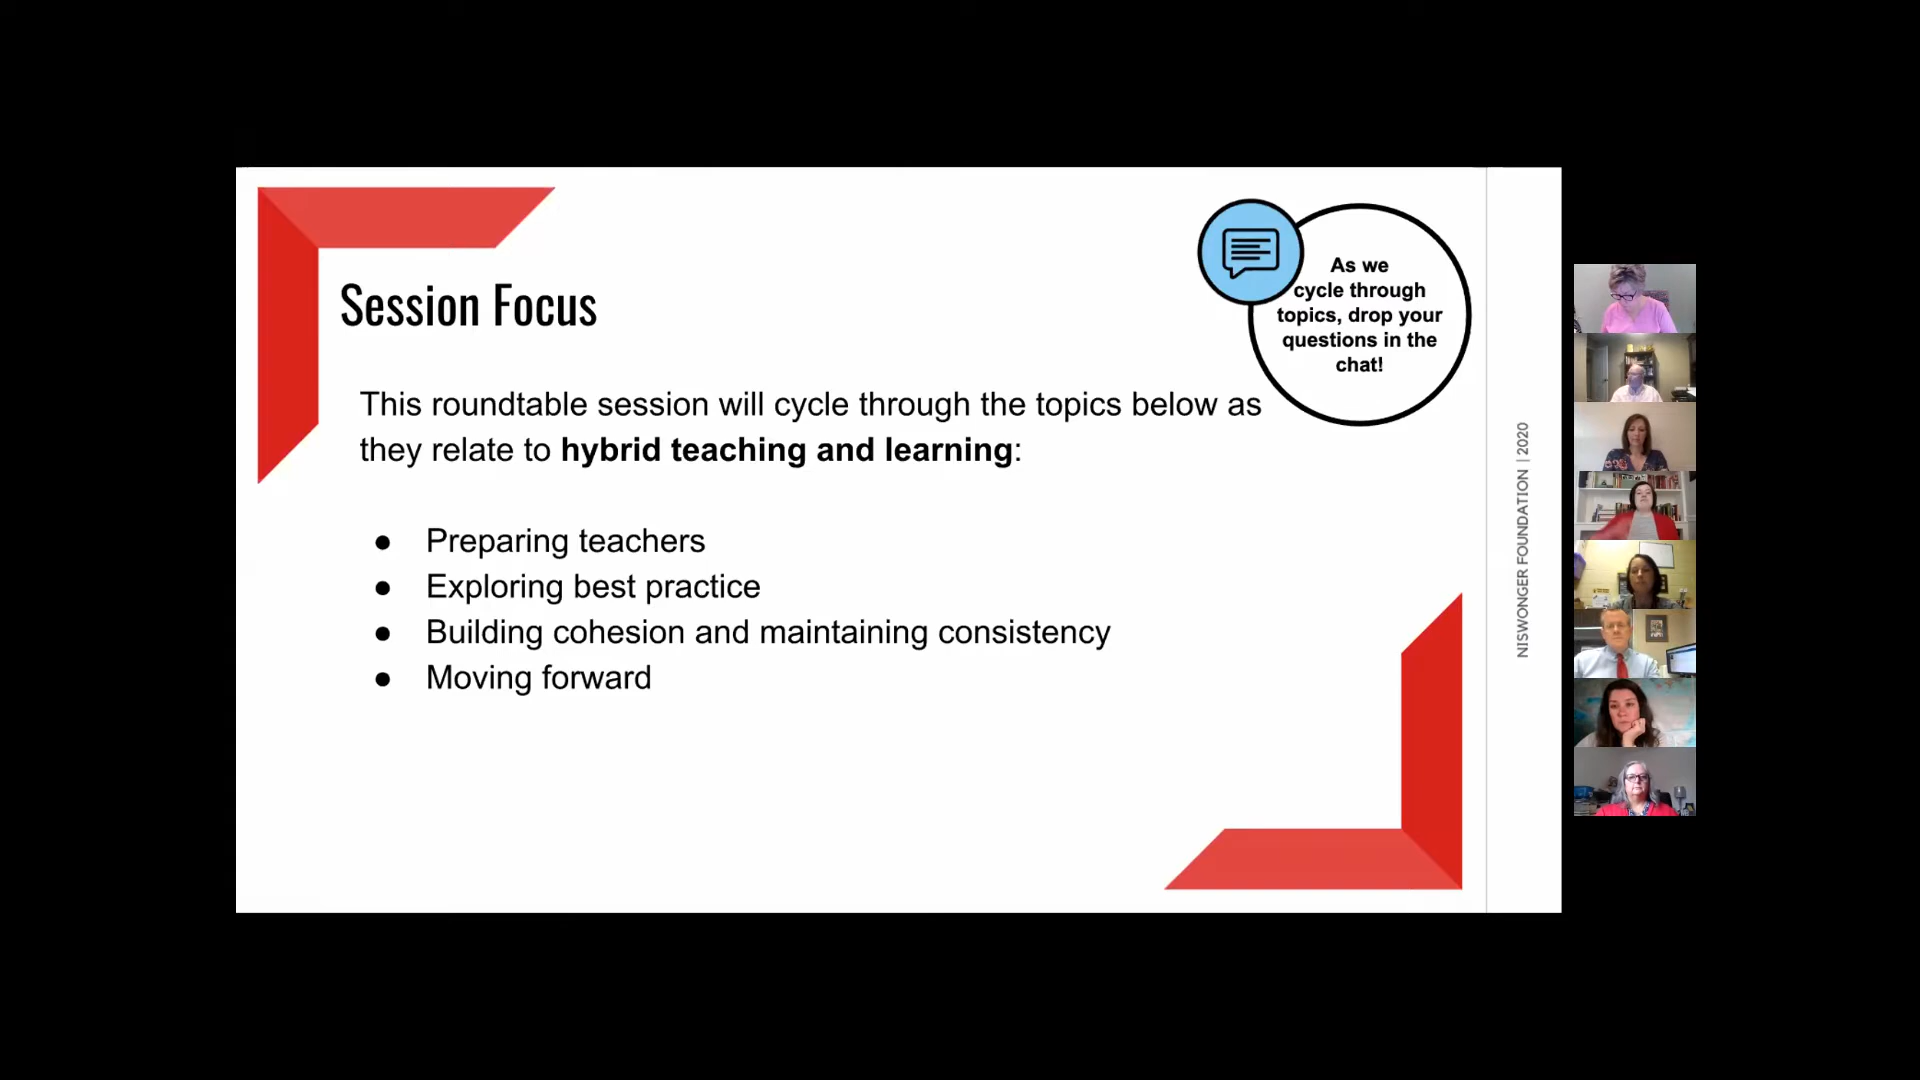 Session Focus
As we
cycle through
topics, drop your
questions in the
chat!
This roundtable session will cycle through the topics below as
they relate to hybrid teaching and learning:
● Preparing teachers
● Exploring best practice
● Building cohesion and maintaining consistency
● Moving forward
NISWONGER FOUNDATION | 2020